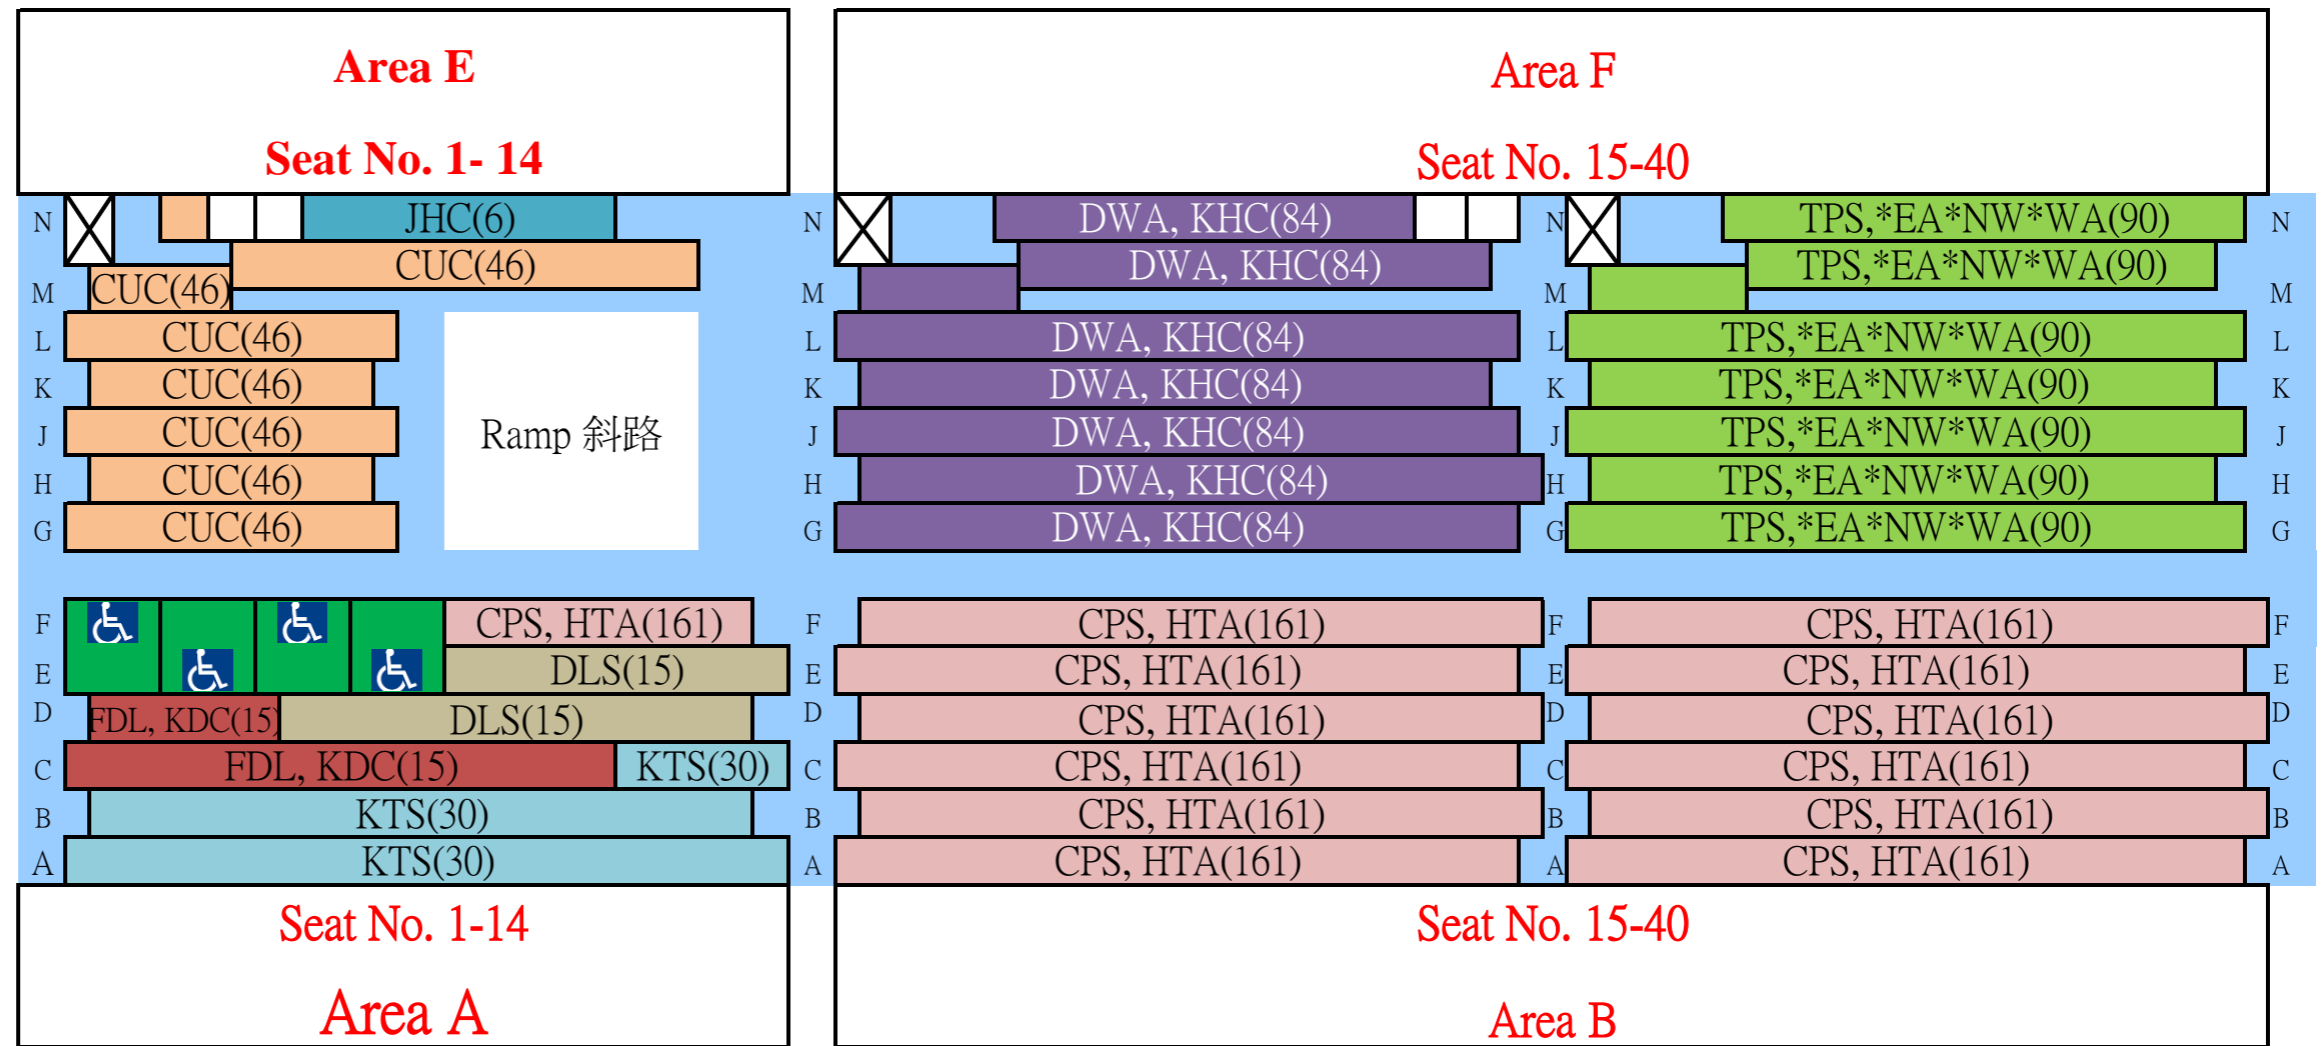 Area E
Seat No. 1- 14
Area F
Seat No. 15-40
N JHC(6) N DWA, KHC(84) N TPS,*EA*NW*WA(90) N
CUC(46) DWA, KHC(84) TPS,*EA*NW*WA(90)
M CUC(46) M M M
L CUC(46) L DWA, KHC(84) L TPS,*EA*NW*WA(90) L
K CUC(46) K DWA, KHC(84) K TPS,*EA*NW*WA(90) K
J CUC(46) J DWA, KHC(84) J TPS,*EA*NW*WA(90) J
Ramp 斜路
H CUC(46) H DWA, KHC(84) H TPS,*EA*NW*WA(90) H
G CUC(46) G DWA, KHC(84) G TPS,*EA*NW*WA(90) G
F CPS, HTA(161) F CPS, HTA(161) F CPS, HTA(161) F
E DLS(15) E CPS, HTA(161) E CPS, HTA(161) E
D FDL, KDC(15) DLS(15) D CPS, HTA(161) D CPS, HTA(161) D
C FDL, KDC(15) KTS(30) C CPS, HTA(161) C CPS, HTA(161) C
B KTS(30) B CPS, HTA(161) B CPS, HTA(161) B
A KTS(30) A CPS, HTA(161) A CPS, HTA(161) A
Seat No. 1-14
Area A
Seat No. 15-40
Area B